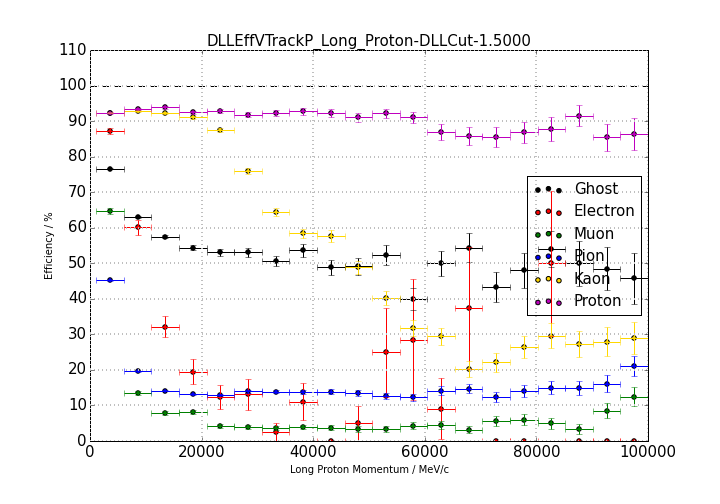 DLLEffVTrackP_Long_Proton-DLLCut-1.5000
110
100
90
80
70
60
50
40
30
20
10
0
Efficiency / %
Ghost
Electron
Muon
Pion
Kaon
Proton
0 20000 40000 60000 80000 100000
Long Proton Momentum / MeV/c